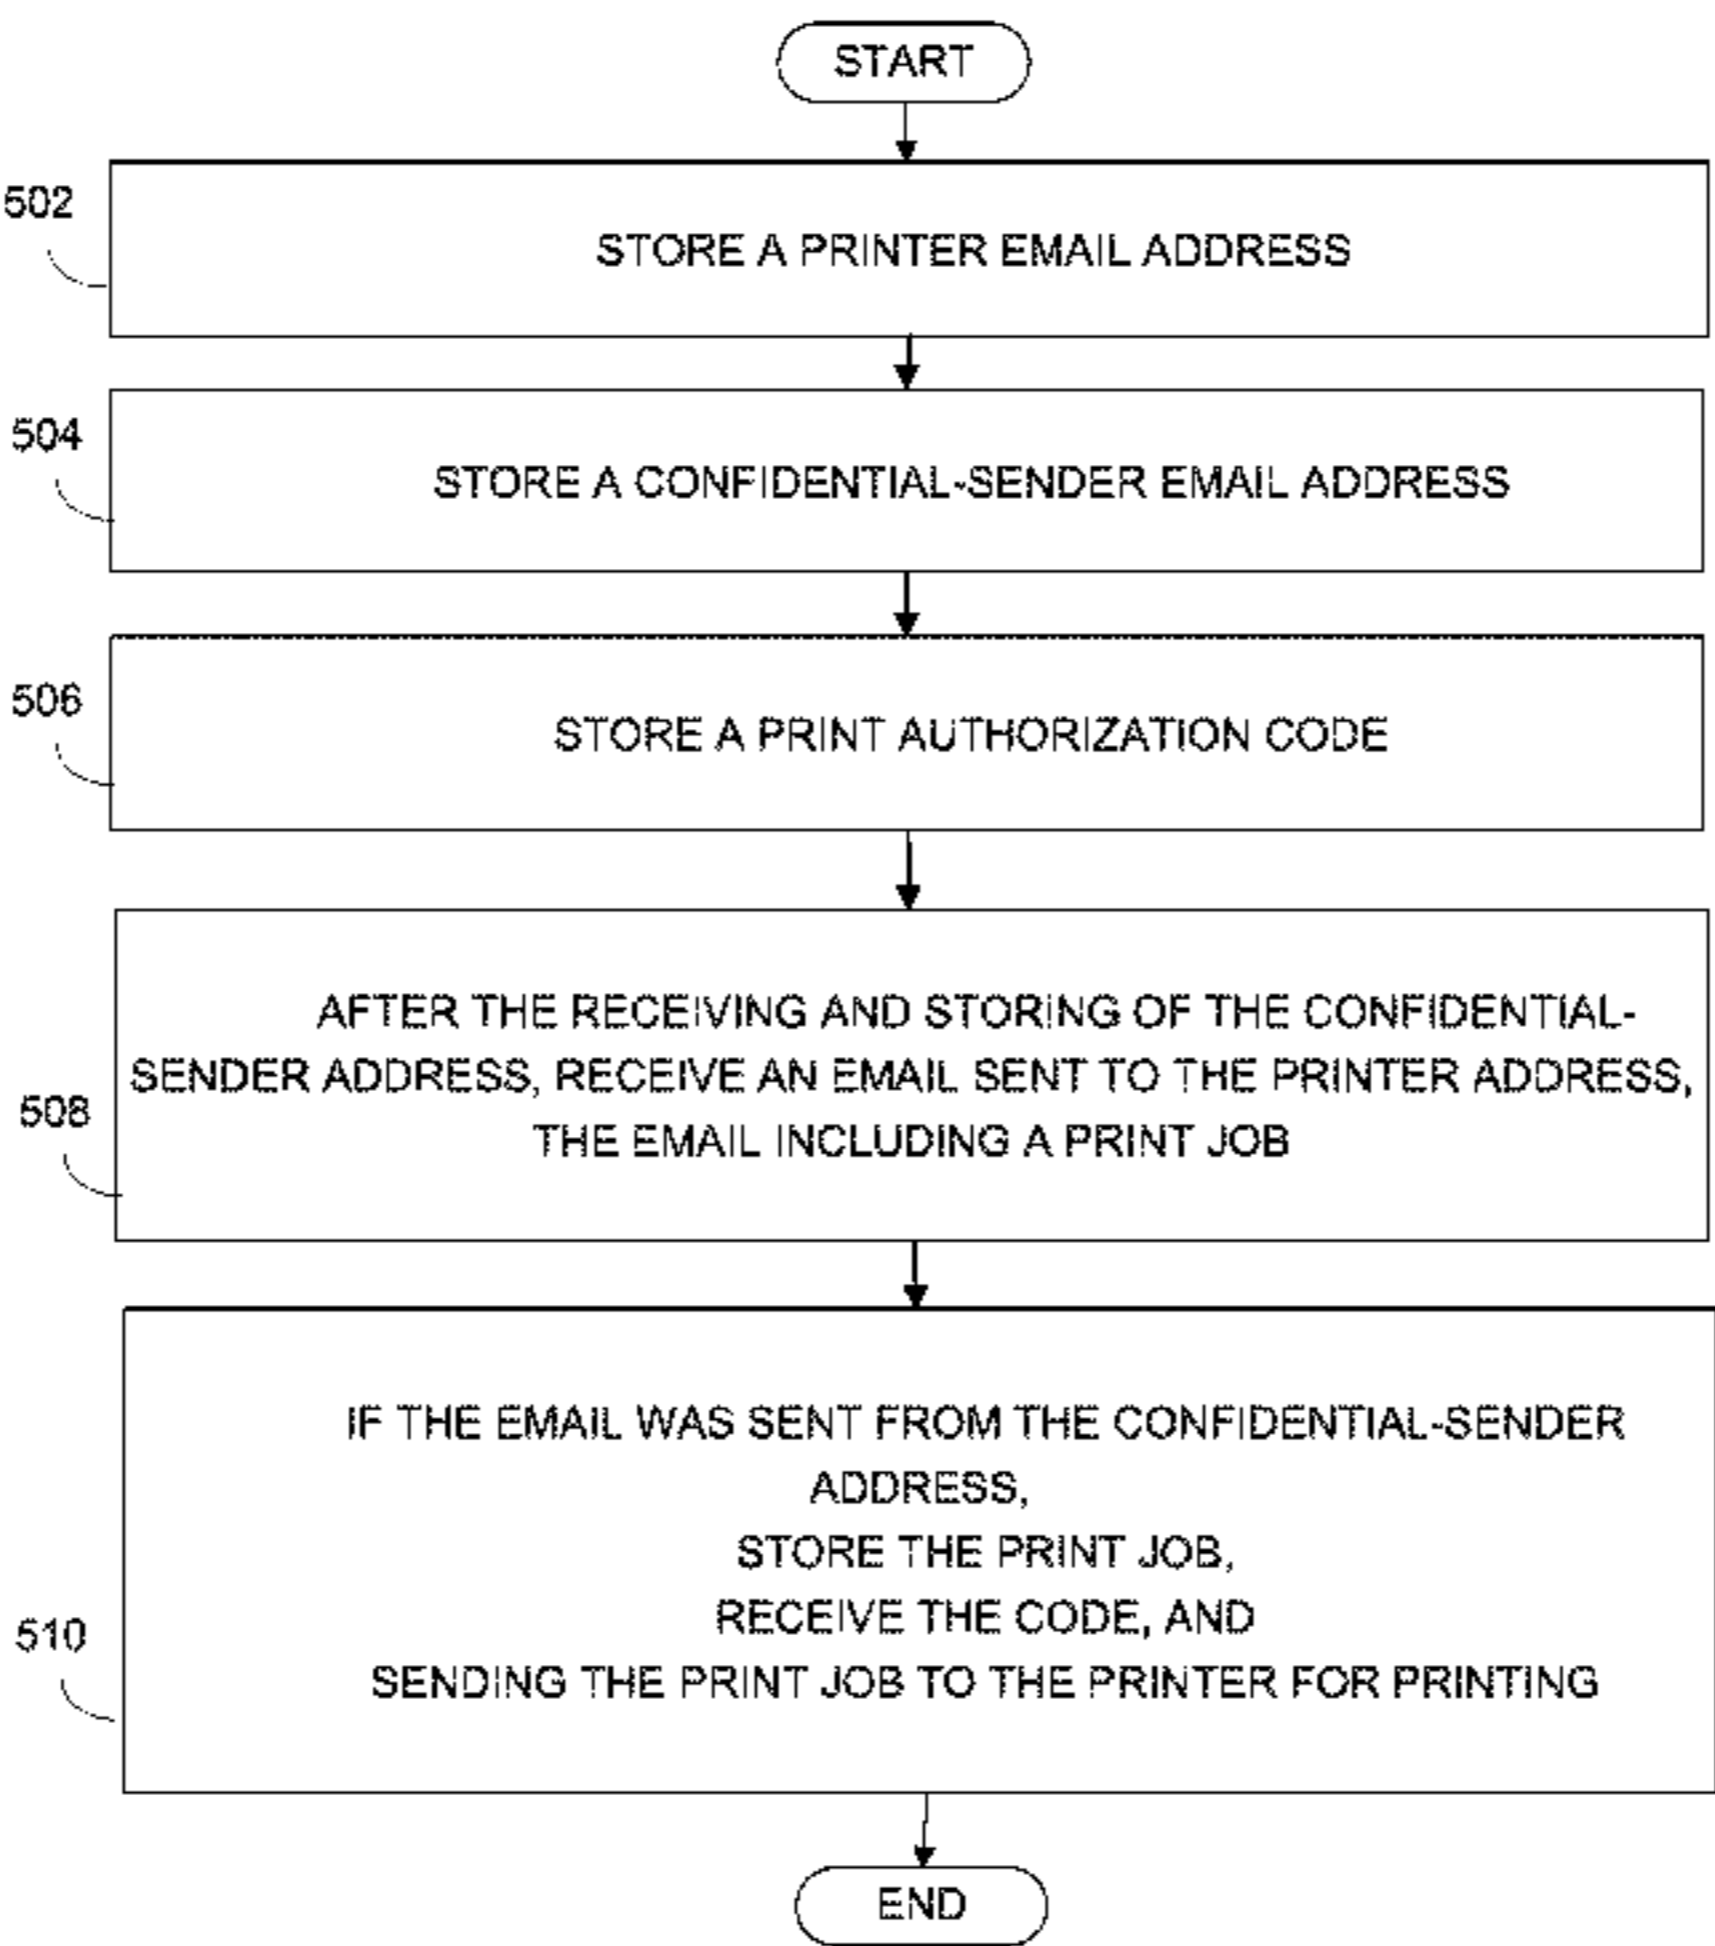 START
502
STORE A PRINTER EMAIL ADDRESS
504
STORE A CONFIDENTIAL-SENDER EMAIL ADDRESS
506
STORE A PRINT AUTHORIZATION CODE
AFTER THE RECEIVING AND STORING OF THE CONFIDENTIAL-
SENDER ADDRESS, RECEIVE AN EMAIL SENT TO THE PRINTER ADDRESS,
508
THE EMAIL INCLUDING A PRINT JOB
IF THE EMAIL WAS SENT FROM THE CONFIDENTIAL-SENDER
ADDRESS,
STORE THE PRINT JOB,
RECEIVE THE CODE, AND
510
SENDING THE PRINT JOB TO THE PRINTER FOR PRINTING
END